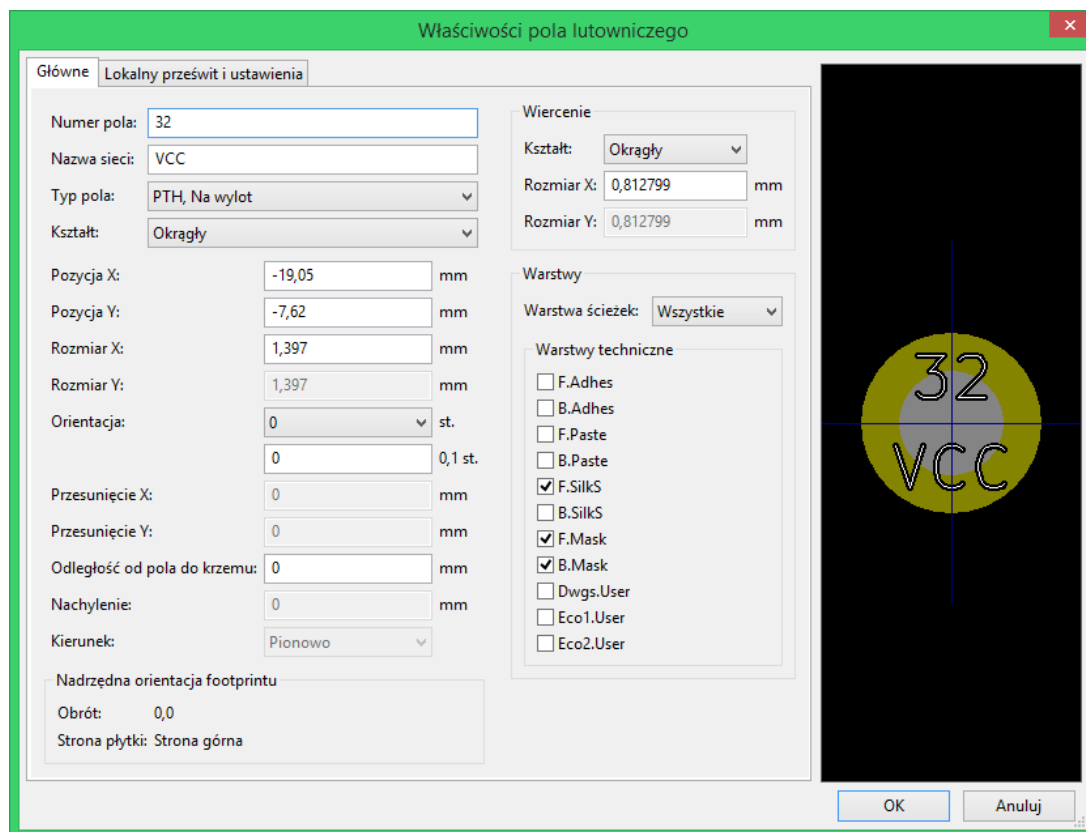 Właściwości pola lutowniczego
Główne
Lokalny prześwit i ustawienia
Numer pola: 32
Nazwa sieci: VCC
Typ pola: PTH, Na wylot
Kształt: Okrągły
Pozycja X: -19,05 mm
Pozycja Y: -7,62 mm
Rozmiar X: 1,397 mm
Rozmiar Y: 1,397 mm
Orientacja: 0 st.
0 0,1 st.
Przesunięcie X: 0 mm
Przesunięcie Y: 0 mm
Odległość od pola do krzemu: 0 mm
Nachylenie: 0 mm
Kierunek: Pionowo
Nadrzędna orientacja footprintu
Obrót: 0,0
Strona płytki: Strona górna
Wiercenie
Kształt: Okrągły
Rozmiar X: 0,812799 mm
Rozmiar Y: 0,812799 mm
Warstwy
Warstwa ścieżek: Wszystkie
Warstwy techniczne
F.Adhes
B.Adhes
F.Paste
B.Paste
F.SilkS
B.SilkS
F.Mask
B.Mask
Dwgs.User
Eco1.User
Eco2.User
32
VCC
OK
Anuluj